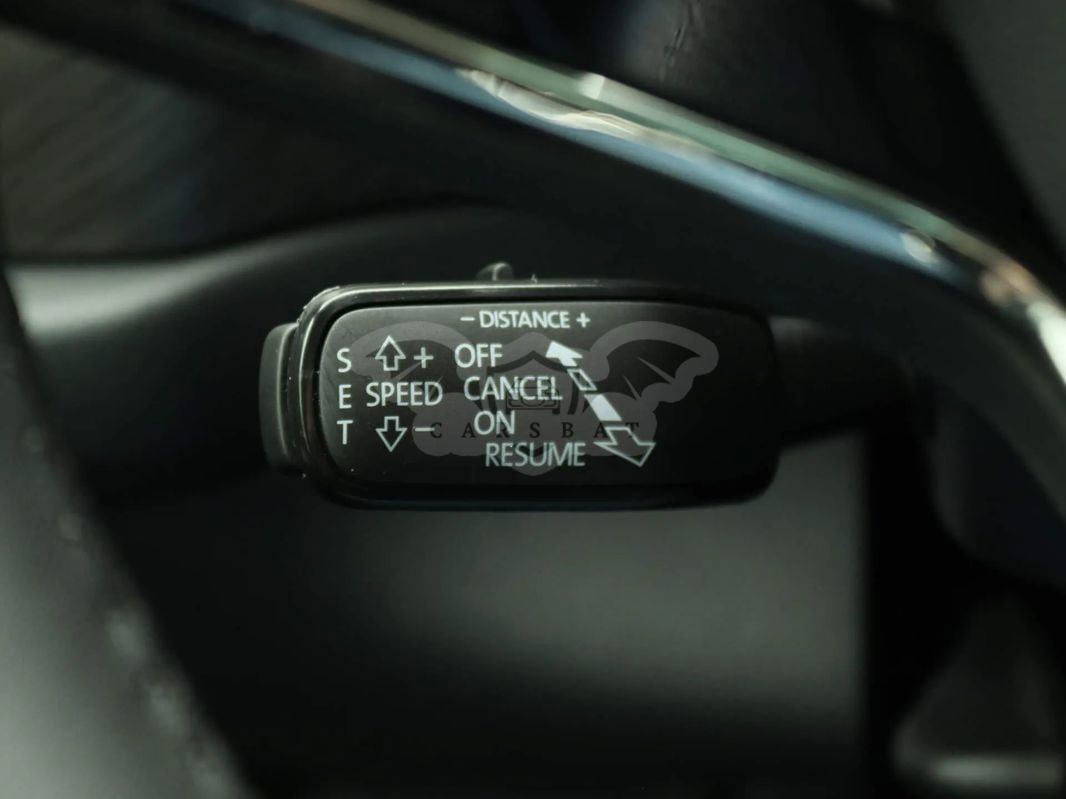 − DISTANCE +
S + OFF
E SPEED CANCEL
T − ON
RESUME
CARSBAT